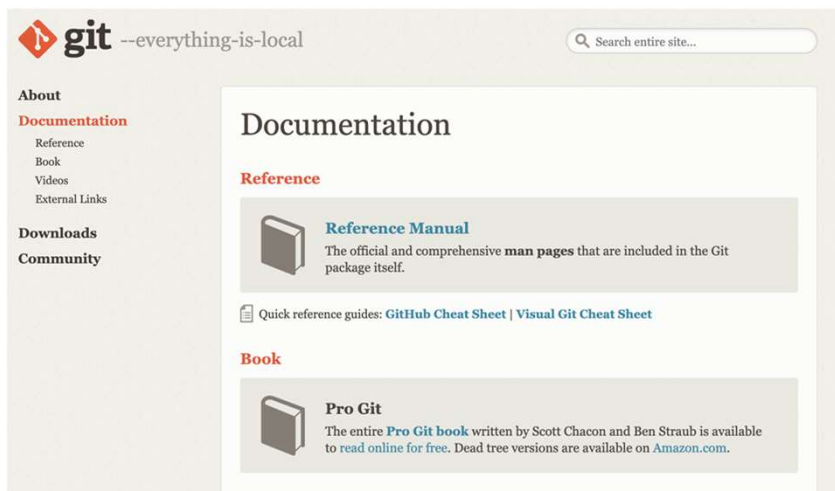 git --everything-is-local
Search entire site...
About
Documentation
Reference
Book
Videos
External Links
Downloads
Community
Documentation
Reference
Reference Manual
The official and comprehensive man pages that are included in the Git
package itself.
Quick reference guides: GitHub Cheat Sheet | Visual Git Cheat Sheet
Book
Pro Git
The entire Pro Git book written by Scott Chacon and Ben Straub is available
to read online for free. Dead tree versions are available on Amazon.com.